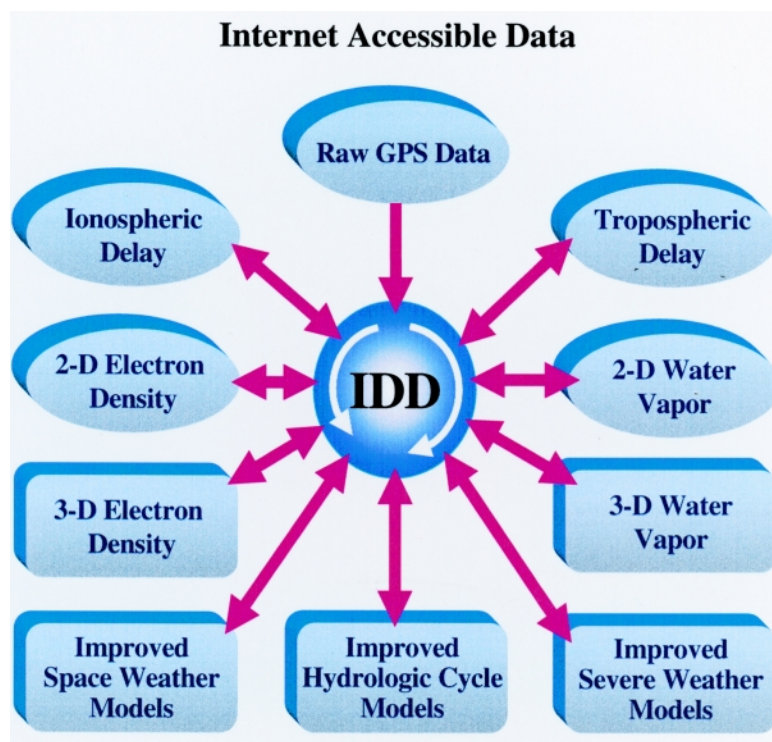 Internet Accessible Data
Raw GPS Data
Ionospheric
Delay
Tropospheric
Delay
2-D Electron
Density
IDD
2-D Water
Vapor
3-D Electron
Density
3-D Water
Vapor
Improved
Space Weather
Models
Improved
Hydrologic Cycle
Models
Improved
Severe Weather
Models